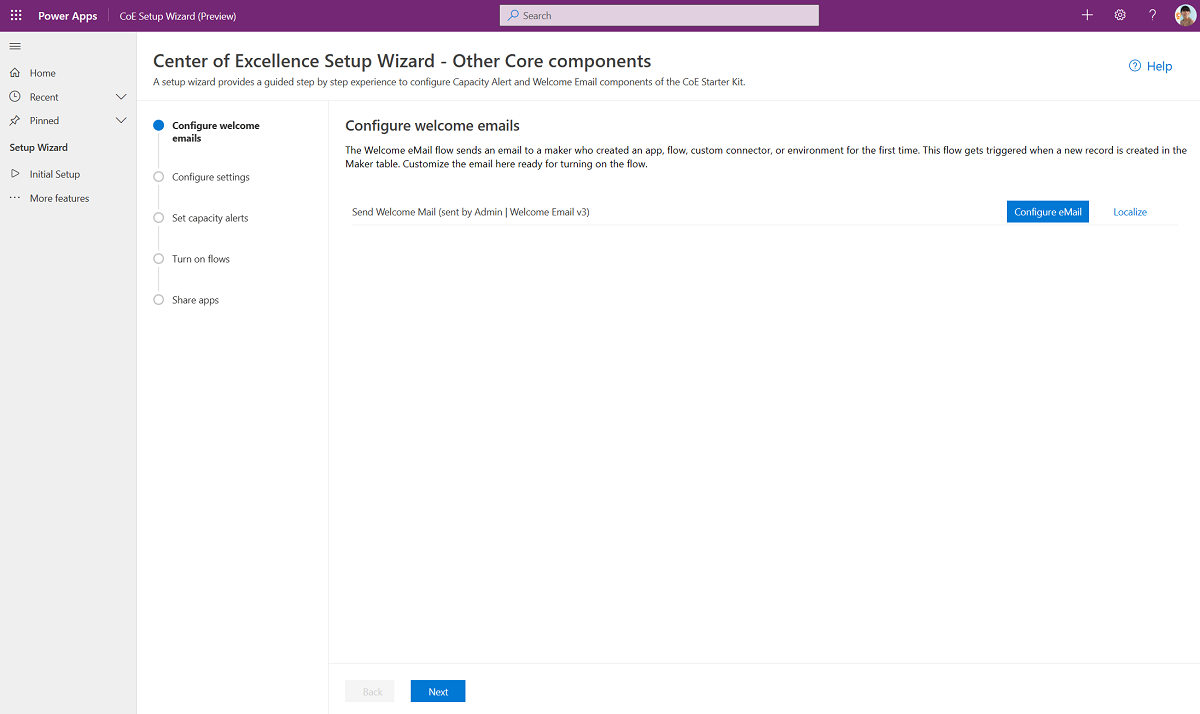 Power Apps
CoE Setup Wizard (Preview)
Search
Home
Recent
Pinned
Setup Wizard
Initial Setup
More features
Center of Excellence Setup Wizard - Other Core components
A setup wizard provides a guided step by step experience to configure Capacity Alert and Welcome Email components of the CoE Starter Kit.
Help
Configure welcome
emails
Configure settings
Set capacity alerts
Turn on flows
Share apps
Configure welcome emails
The Welcome eMail flow sends an email to a maker who created an app, flow, custom connector, or environment for the first time. This flow gets triggered when a new record is created in the
Maker table. Customize the email here ready for turning on the flow.
Send Welcome Mail (sent by Admin | Welcome Email v3)
Configure eMail
Localize
Back
Next